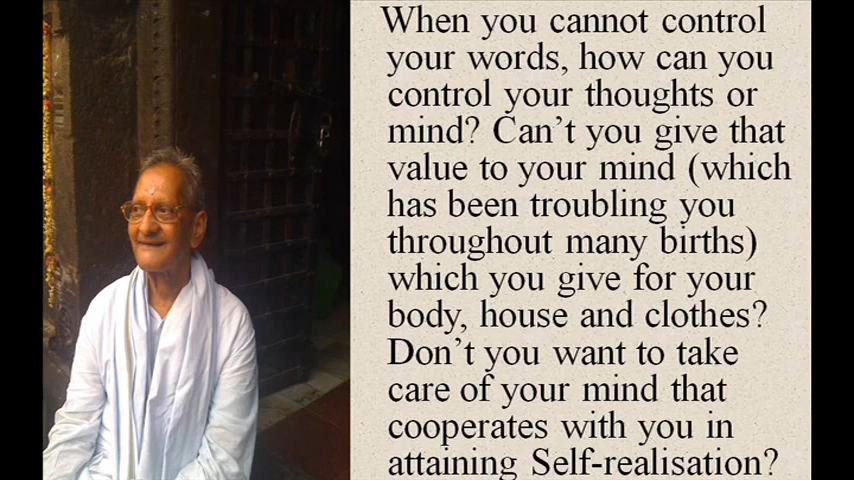 When you cannot control
your words, how can you
control your thoughts or
mind? Can’t you give that
value to your mind (which
has been troubling you
throughout many births)
which you give for your
body, house and clothes?
Don’t you want to take
care of your mind that
cooperates with you in
attaining Self-realisation?